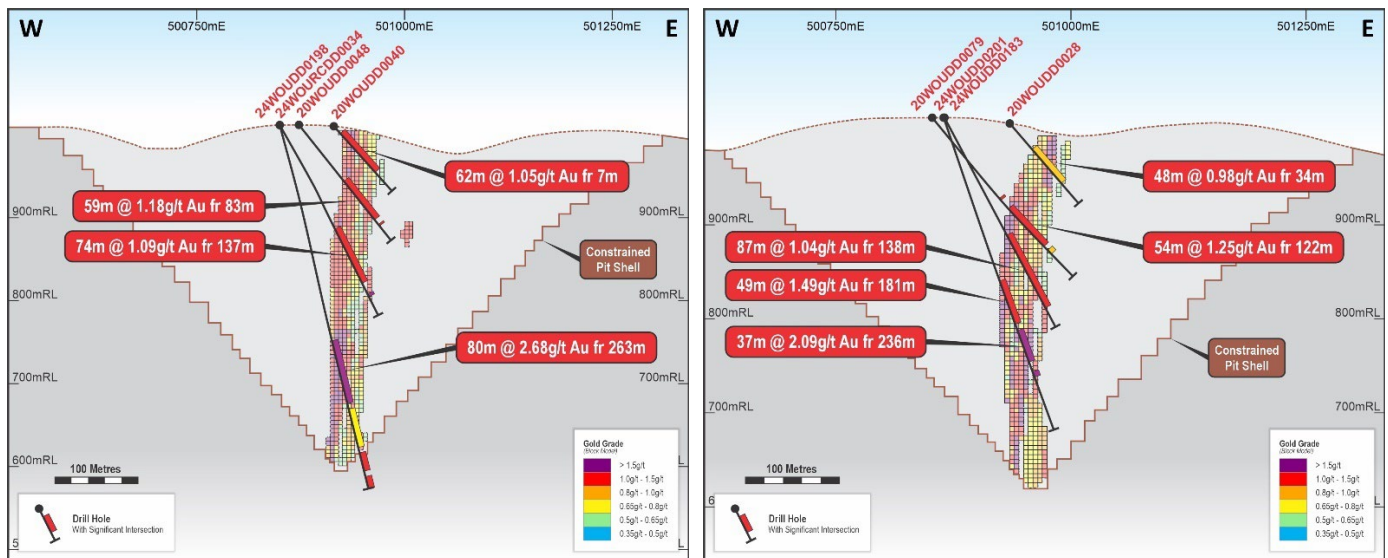 W
500750mE
501000mE
501250mE
E
24WOUDD0198
24WOURCDD0034
20WOUDD0048
20WOUDD0040
62m @ 1.05g/t Au fr 7m
59m @ 1.18g/t Au fr 83m
74m @ 1.09g/t Au fr 137m
80m @ 2.68g/t Au fr 263m
Constrained
Pit Shell
900mRL
900mRL
800mRL
800mRL
700mRL
700mRL
600mRL
100 Metres
Drill Hole
With Significant Intersection
Gold Grade
(Block Model)
> 1.5g/t
1.0g/t - 1.5g/t
0.8g/t - 1.0g/t
0.65g/t - 0.8g/t
0.5g/t - 0.65g/t
0.35g/t - 0.5g/t
W
500750mE
501000mE
501250mE
E
20WOUDD0079
24WOUDD0201
24WOUDD0183
20WOUDD0028
48m @ 0.98g/t Au fr 34m
54m @ 1.25g/t Au fr 122m
87m @ 1.04g/t Au fr 138m
49m @ 1.49g/t Au fr 181m
37m @ 2.09g/t Au fr 236m
Constrained
Pit Shell
900mRL
900mRL
800mRL
800mRL
700mRL
700mRL
100 Metres
Drill Hole
With Significant Intersection
Gold Grade
(Block Model)
> 1.5g/t
1.0g/t - 1.5g/t
0.8g/t - 1.0g/t
0.65g/t - 0.8g/t
0.5g/t - 0.65g/t
0.35g/t - 0.5g/t